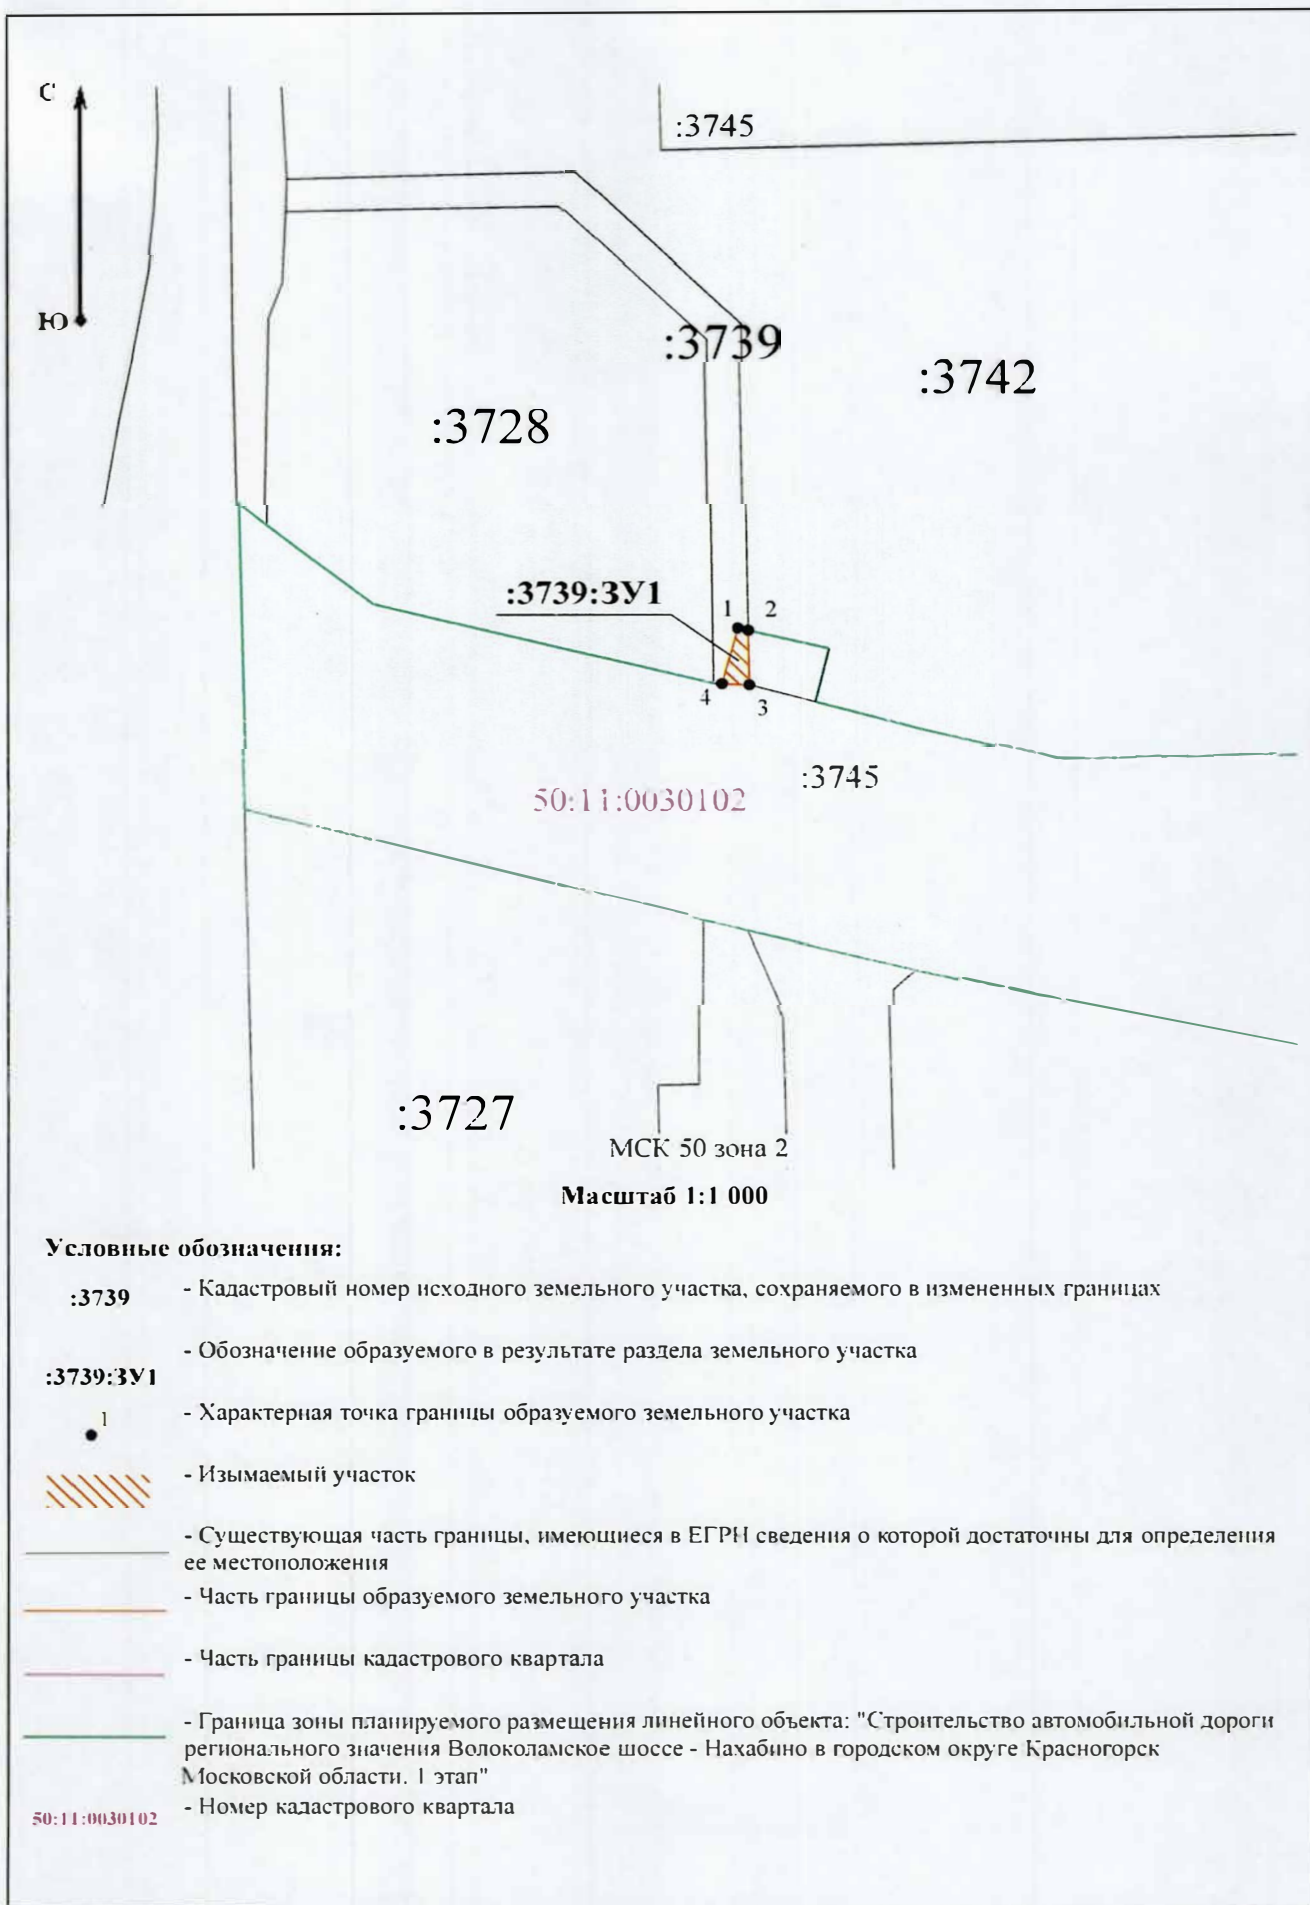 С
:3745
Ю
:3739
:3742
:3728
:3739:ЗУ1
1
2
4
3
:3745
50:11:0030102
:3727
МСК 50 зона 2
Масштаб 1:1 000
Условные обозначения:
:3739 - Кадастровый номер исходного земельного участка, сохраняемого в измененных границах
:3739:ЗУ1 - Обозначение образуемого в результате раздела земельного участка
1 - Характерная точка границы образуемого земельного участка
- Изымаемый участок
- Существующая часть границы, имеющиеся в ЕГРН сведения о которой достаточны для определения
ее местоположения
- Часть границы образуемого земельного участка
- Часть границы кадастрового квартала
- Граница зоны планируемого размещения линейного объекта: "Строительство автомобильной дороги
регионального значения Волоколамское шоссе - Нахабино в городском округе Красногорск
Московской области. 1 этап"
50:11:0030102 - Номер кадастрового квартала